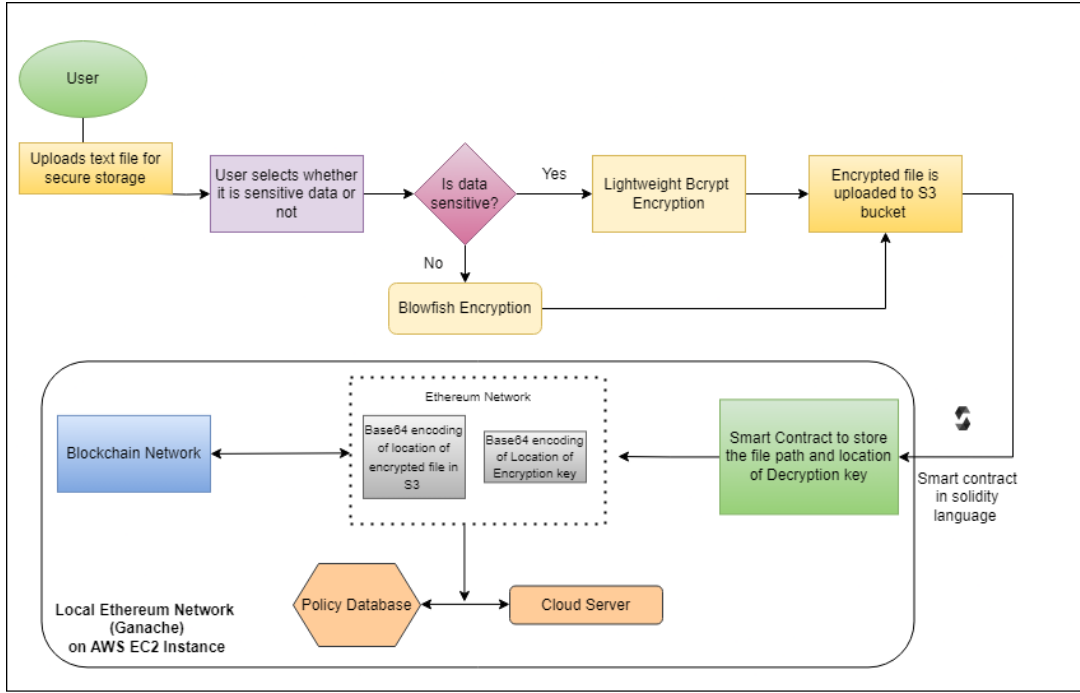 User
Uploads text file for
secure storage
User selects whether
it is sensitive data or
not
Is data
sensitive?
Yes
Lightweight Bcrypt
Encryption
Encrypted file is
uploaded to S3
bucket
No
Blowfish Encryption
Ethereum Network
Blockchain Network
Base64 encoding
of location of
encrypted file in
S3
Base64 encoding
of Location of
Encryption key
Smart Contract to store
the file path and location
of Decryption key
Smart contract
in solidity
language
Policy Database
Cloud Server
Local Ethereum Network
(Ganache)
on AWS EC2 Instance